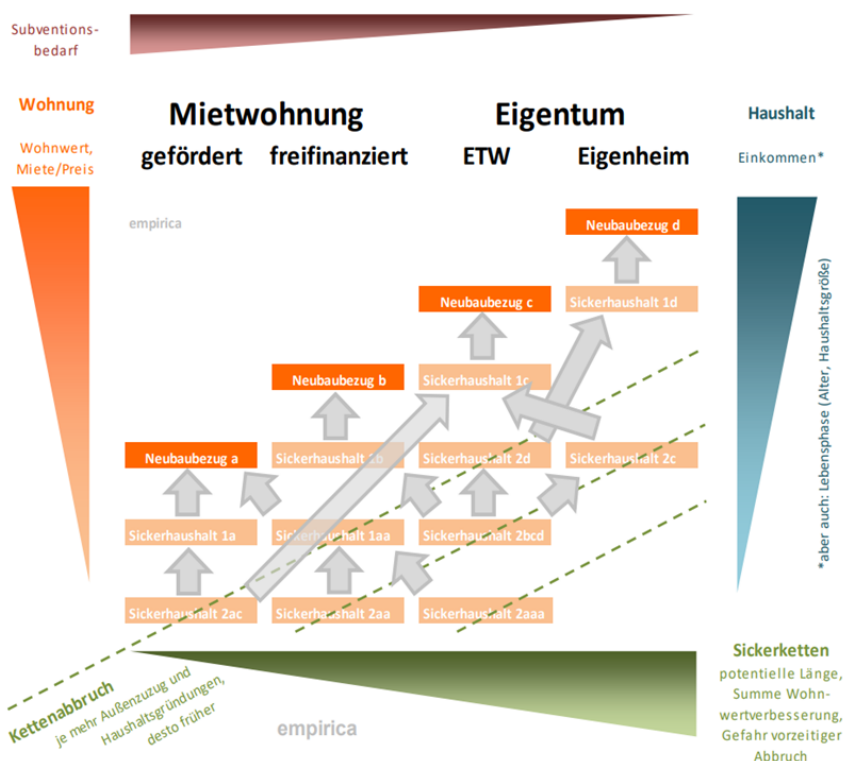 Subventions-
bedarf
Wohnung
Wohnwert,
Miete/Preis
Mietwohnung
Eigentum
gefördert
freifinanziert
ETW
Eigenheim
Haushalt
Einkommen*
empirica
Neubaubezug d
Neubaubezug c
Sickerhaushalt 1d
Neubaubezug b
Sickerhaushalt 1c
Neubaubezug a
Sickerhaushalt 2b
Sickerhaushalt 2d
Sickerhaushalt 2c
Sickerhaushalt 1a
Sickerhaushalt 1aa
Sickerhaushalt 2bcd
Sickerhaushalt 2ac
Sickerhaushalt 2aa
Sickerhaushalt 2aaa
*aber auch: Lebensphase (Alter, Haushaltsgröße)
Kettenabbruch
je mehr Außenzuzug und
Haushaltsgründungen,
desto früher
empirica
Sickerketten
potentielle Länge,
Summe Wohn-
wertverbesserung,
Gefahr vorzeitiger
Abbruch